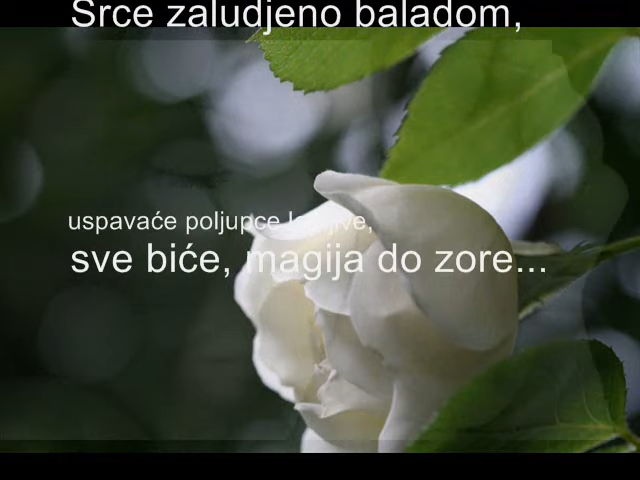 Srce zaludjeno baladom,
uspavaće poljupce
sve biće, magija do zore...